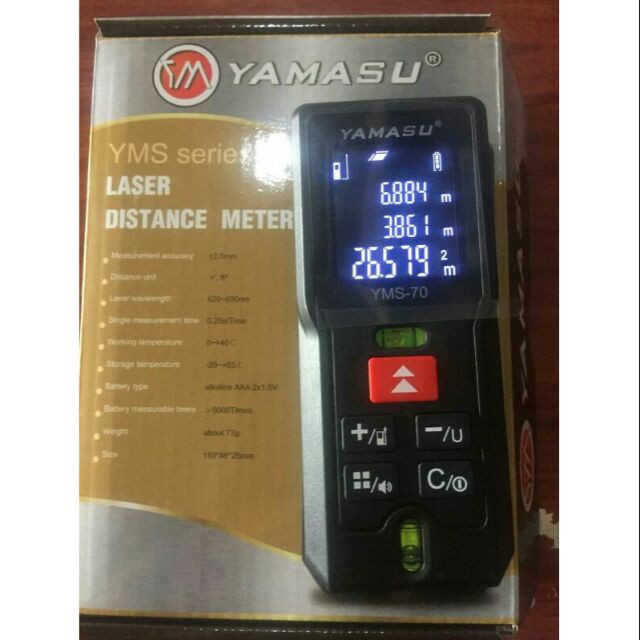 YM YAMASU®
YMS series
LASER
DISTANCE METER
Measurement accuracy ±2.0mm
Distance unit ㎡, ft³
Laser wavelength 620~690nm
Single measurement time 0.25s/Time
Working temperature 0~+40℃
Storage temperature -20~+65℃
Battery type alkaline AAA 2x1.5V
Battery measurable times >5000Times
Weight about 72g
Size 110*46*25mm
YAMASU®
6.884 m
3.861 m
26.579 m²
YMS-70
+/
-/U
/
C/